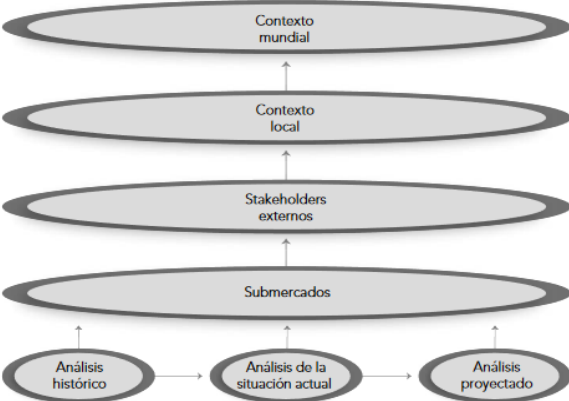 Contexto
mundial
Contexto
local
Stakeholders
externos
Submercados
Análisis
histórico
Análisis de la
situación actual
Análisis
proyectado